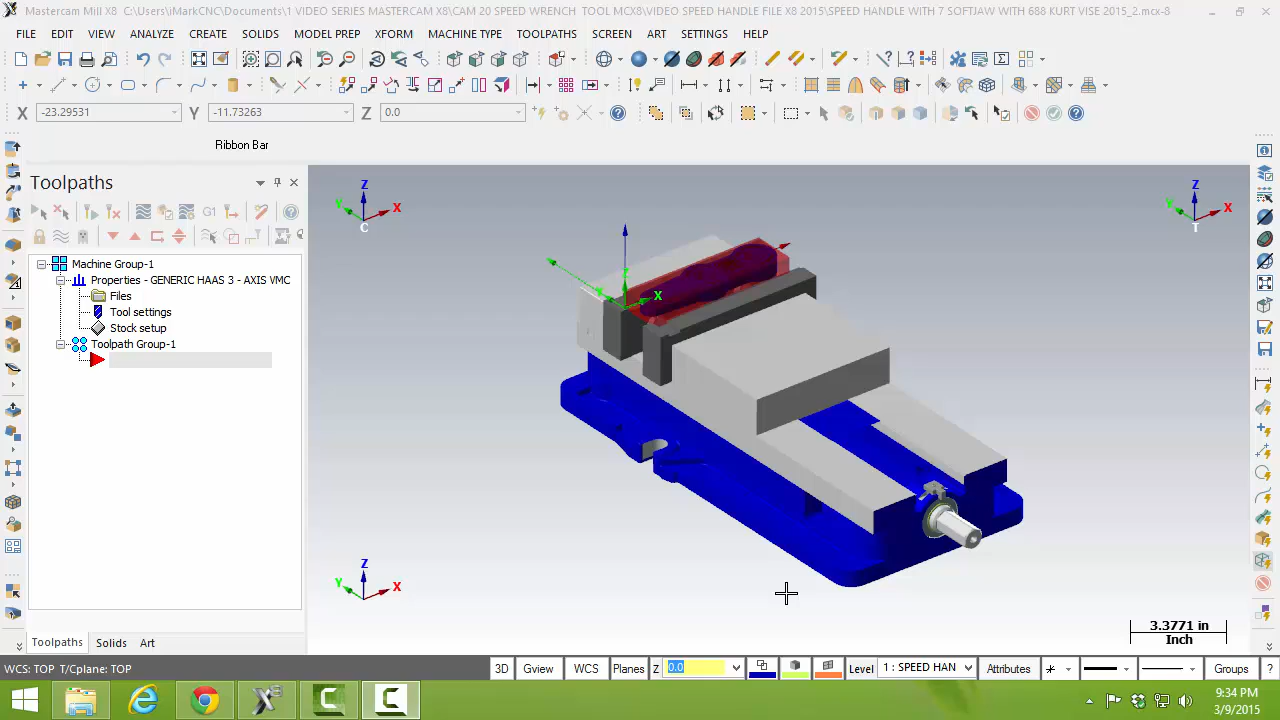 Mastercam Mill X8 C:\Users\iMarkCNC\Documents\1 VIDEO SERIES MASTERCAM X8\CAM 20 SPEED WRENCH TOOL MCX8\VIDEO SPEED HANDLE FILE X8 2015\SPEED HANDLE WITH 7 SOFTJAW WITH 688 KURT VISE 2015_2.mcx-8
FILE EDIT VIEW ANALYZE CREATE SOLIDS MODEL PREP XFORM MACHINE TYPE TOOLPATHS SCREEN ART SETTINGS HELP
X -23.29531 Y -11.73263 Z 0.0
Ribbon Bar
Toolpaths
G1
Machine Group-1
Properties - GENERIC HAAS 3 - AXIS VMC
Files
Tool settings
Stock setup
Toolpath Group-1
Z
Y X
C
Z
Y X
T
Z
Y X
Z
Y X
3.3771 in
Inch
Toolpaths Solids Art
WCS: TOP T/Cplane: TOP 3D Gview WCS Planes Z 0.0 Level 1 : SPEED HAN Attributes Groups ?
9:34 PM
3/9/2015